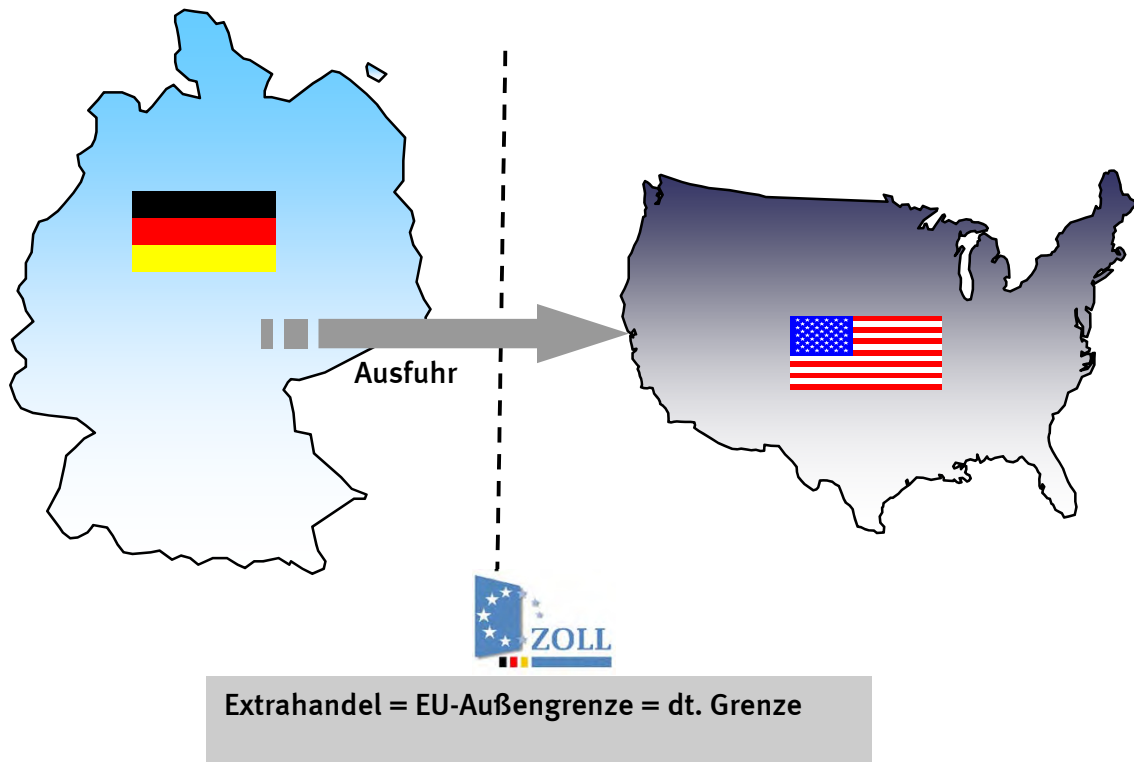 Ausfuhr
ZOLL
Extrahandel = EU-Außengrenze = dt. Grenze